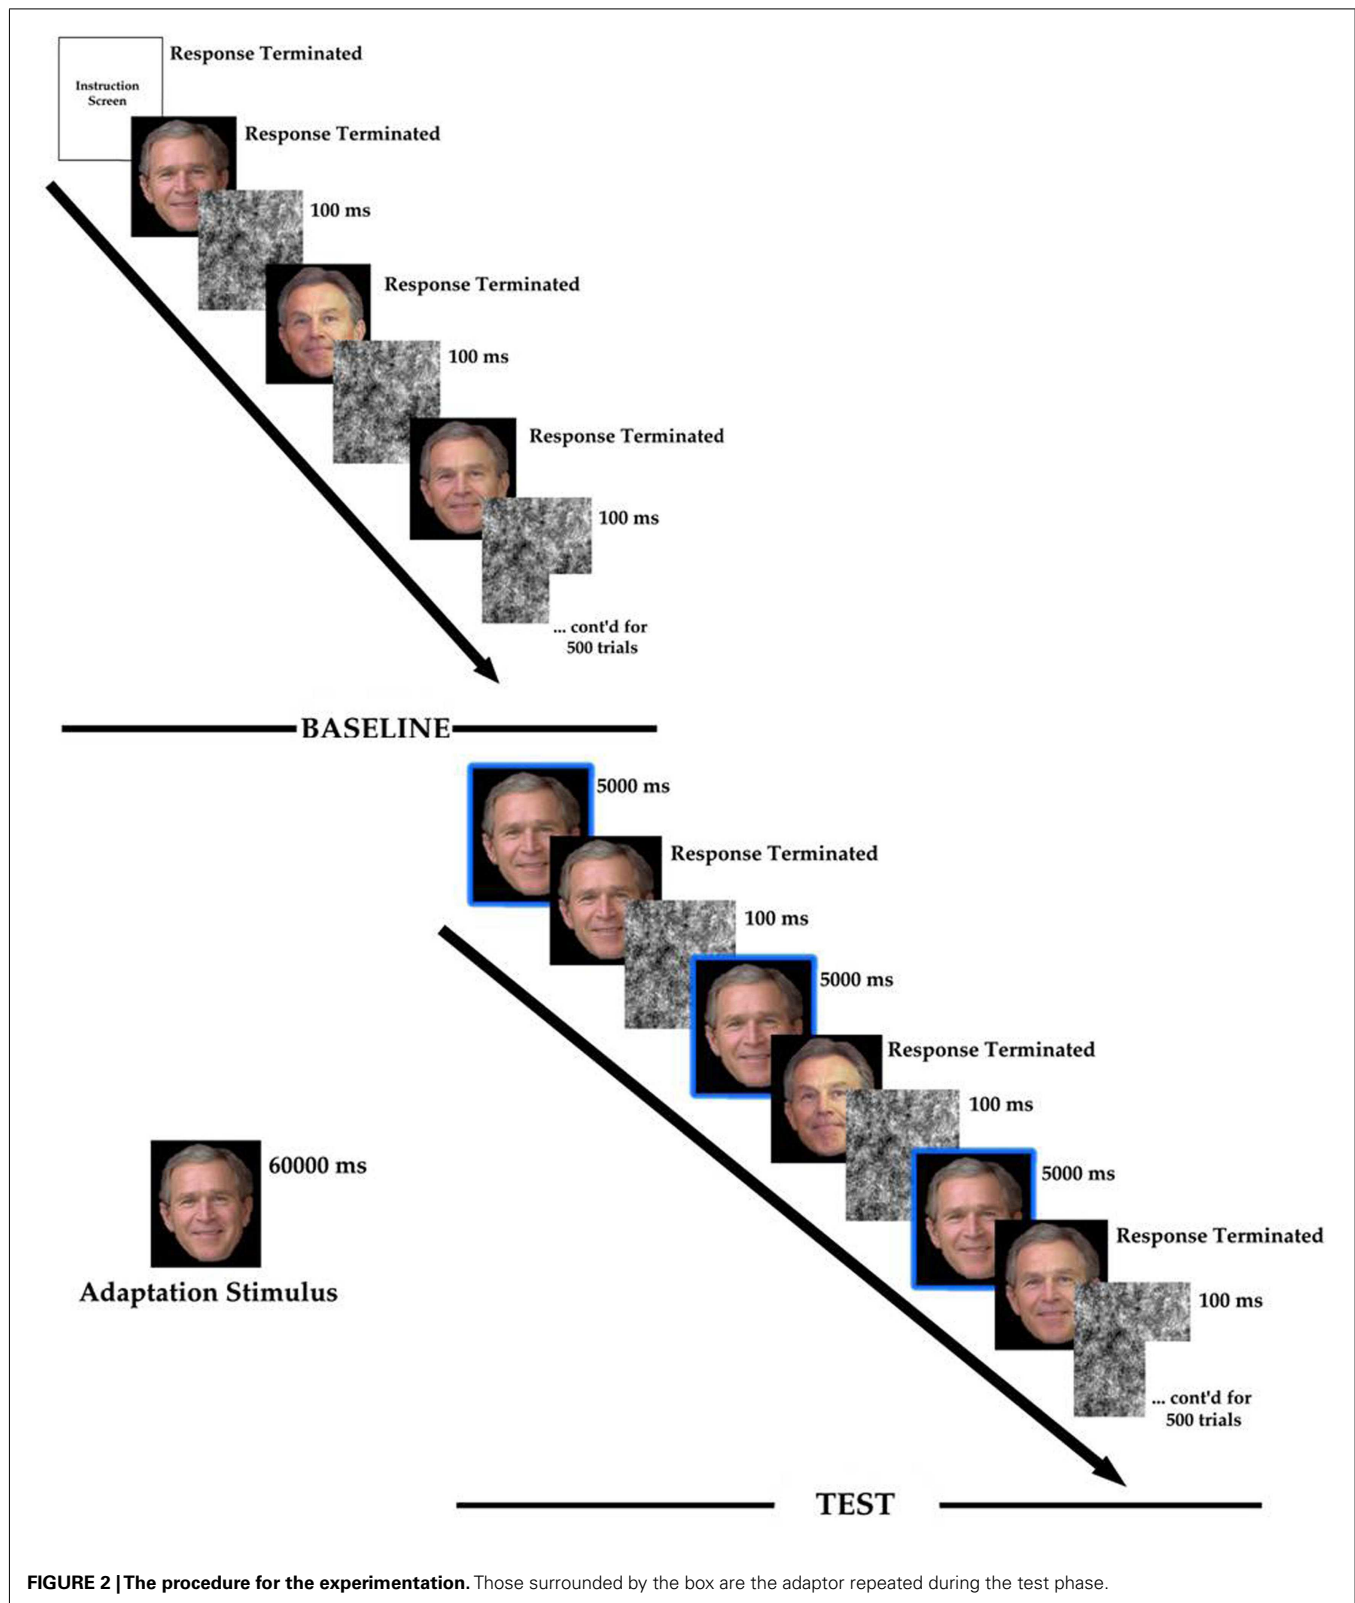 Response Terminated
Instruction
Screen
Response Terminated
100 ms
Response Terminated
100 ms
Response Terminated
100 ms
... cont'd for
500 trials
BASELINE
5000 ms
Response Terminated
100 ms
5000 ms
Response Terminated
100 ms
60000 ms
5000 ms
Response Terminated
Adaptation Stimulus
100 ms
... cont'd for
500 trials
TEST
FIGURE 2 | The procedure for the experimentation. Those surrounded by the box are the adaptor repeated during the test phase.